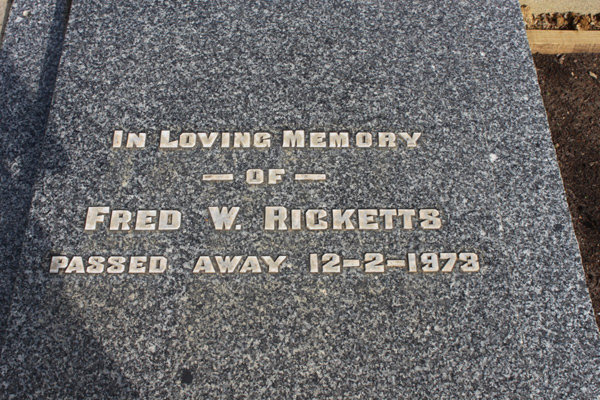 In Loving Memory
— OF —
Fred W. Ricketts
PASSED AWAY 12-2-1973